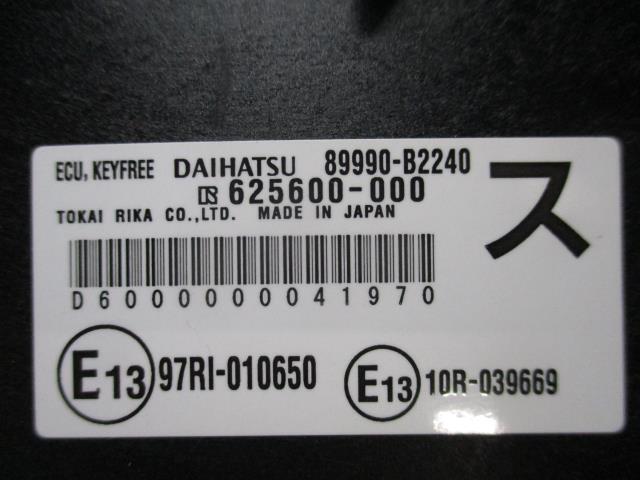 ECU, KEYFREE DAIHATSU 89990-B2240
625600-000
ス
TOKAI RIKA CO.,LTD. MADE IN JAPAN
D600000041970
E13 97RI-010650
E13 10R-039669